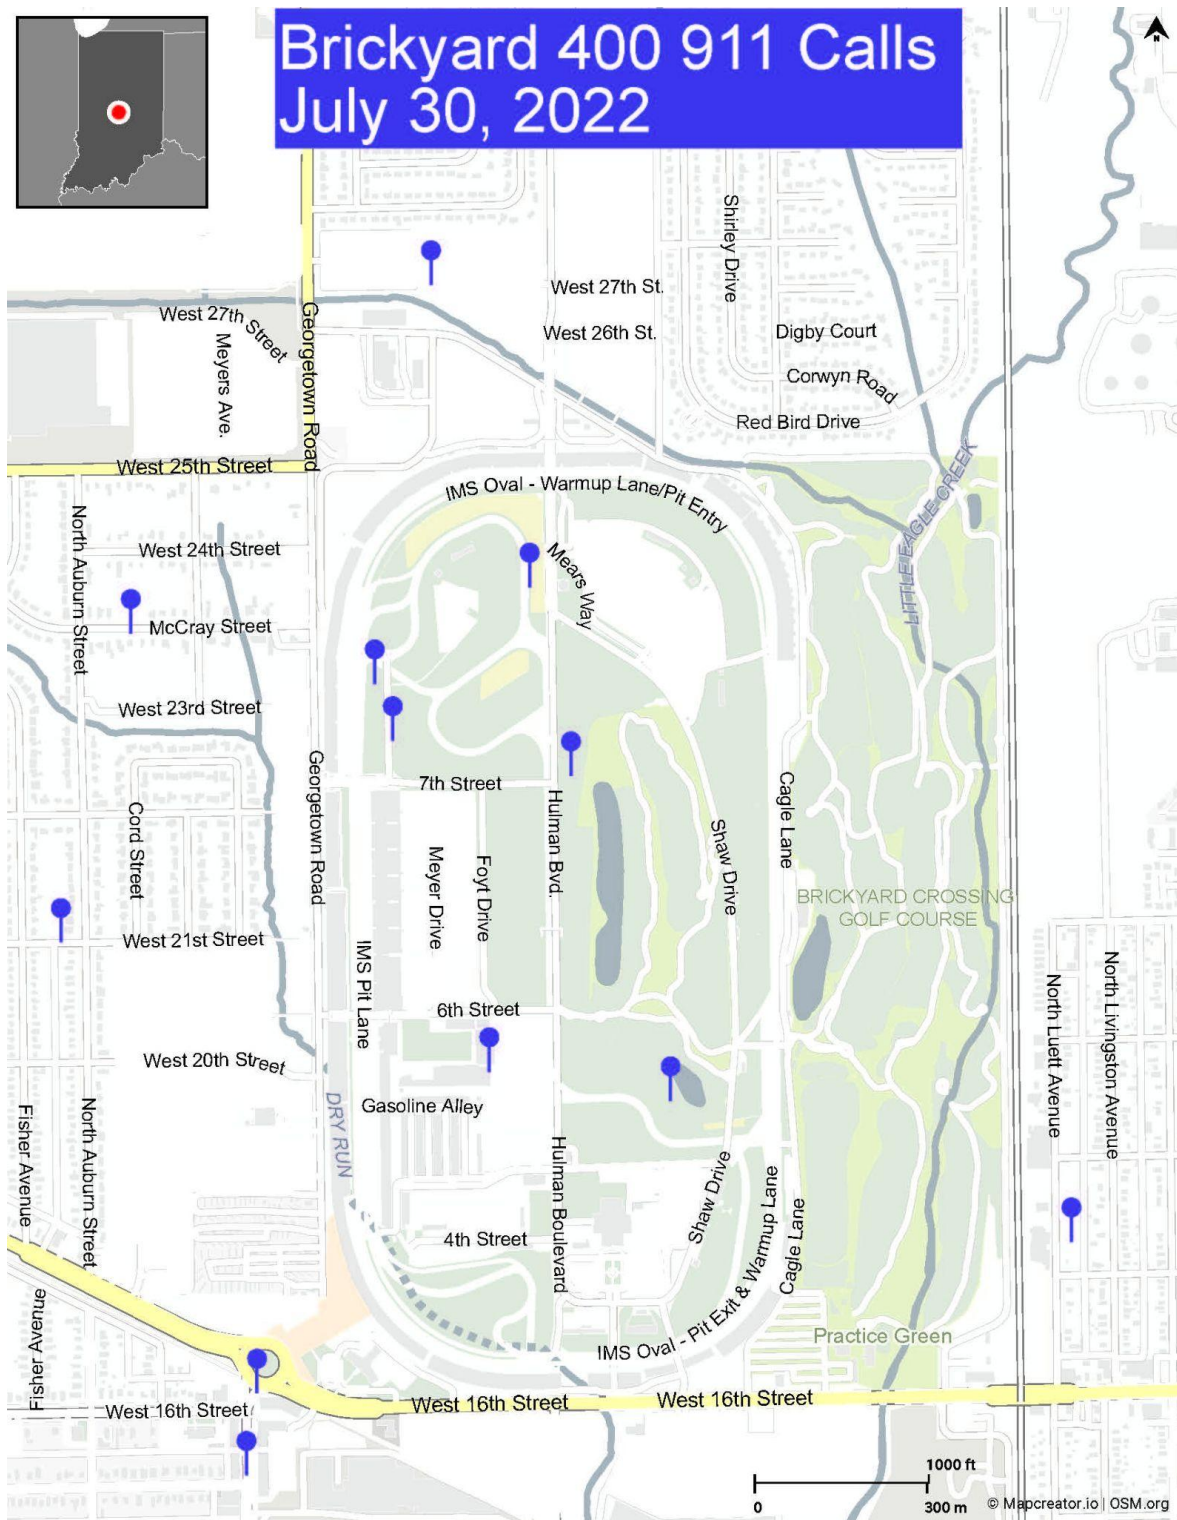 Brickyard 400 911 Calls
July 30, 2022
N
Shirley Drive
West 27th St.
West 27th Street
Georgetown Road
Meyers Ave.
West 26th St.
Digby Court
Corwyn Road
Red Bird Drive
West 25th Street
IMS Oval - Warmup Lane/Pit Entry
LITTLE EAGLE CREEK
North Auburn Street
West 24th Street
Mears Way
McCray Street
West 23rd Street
Georgetown Road
7th Street
Cagle Lane
Hulman Bvd.
Cord Street
Shaw Drive
Meyer Drive
Foyt Drive
BRICKYARD CROSSING
GOLF COURSE
West 21st Street
IMS Pit Lane
North Livingston Avenue
North Luett Avenue
6th Street
West 20th Street
Gasoline Alley
DRY RUN
Fisher Avenue
North Auburn Street
Hulman Boulevard
Shaw Drive
Cagle Lane
4th Street
IMS Oval - Pit Exit & Warmup Lane
Practice Green
Fisher Avenue
West 16th Street
West 16th Street
West 16th Street
1000 ft
0
300 m
© Mapcreator.io | OSM.org